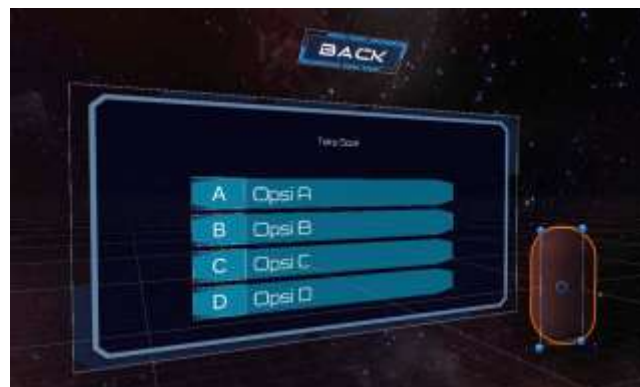 BACK
Teks Soal
A Opsi A
B Opsi B
C Opsi C
D Opsi D